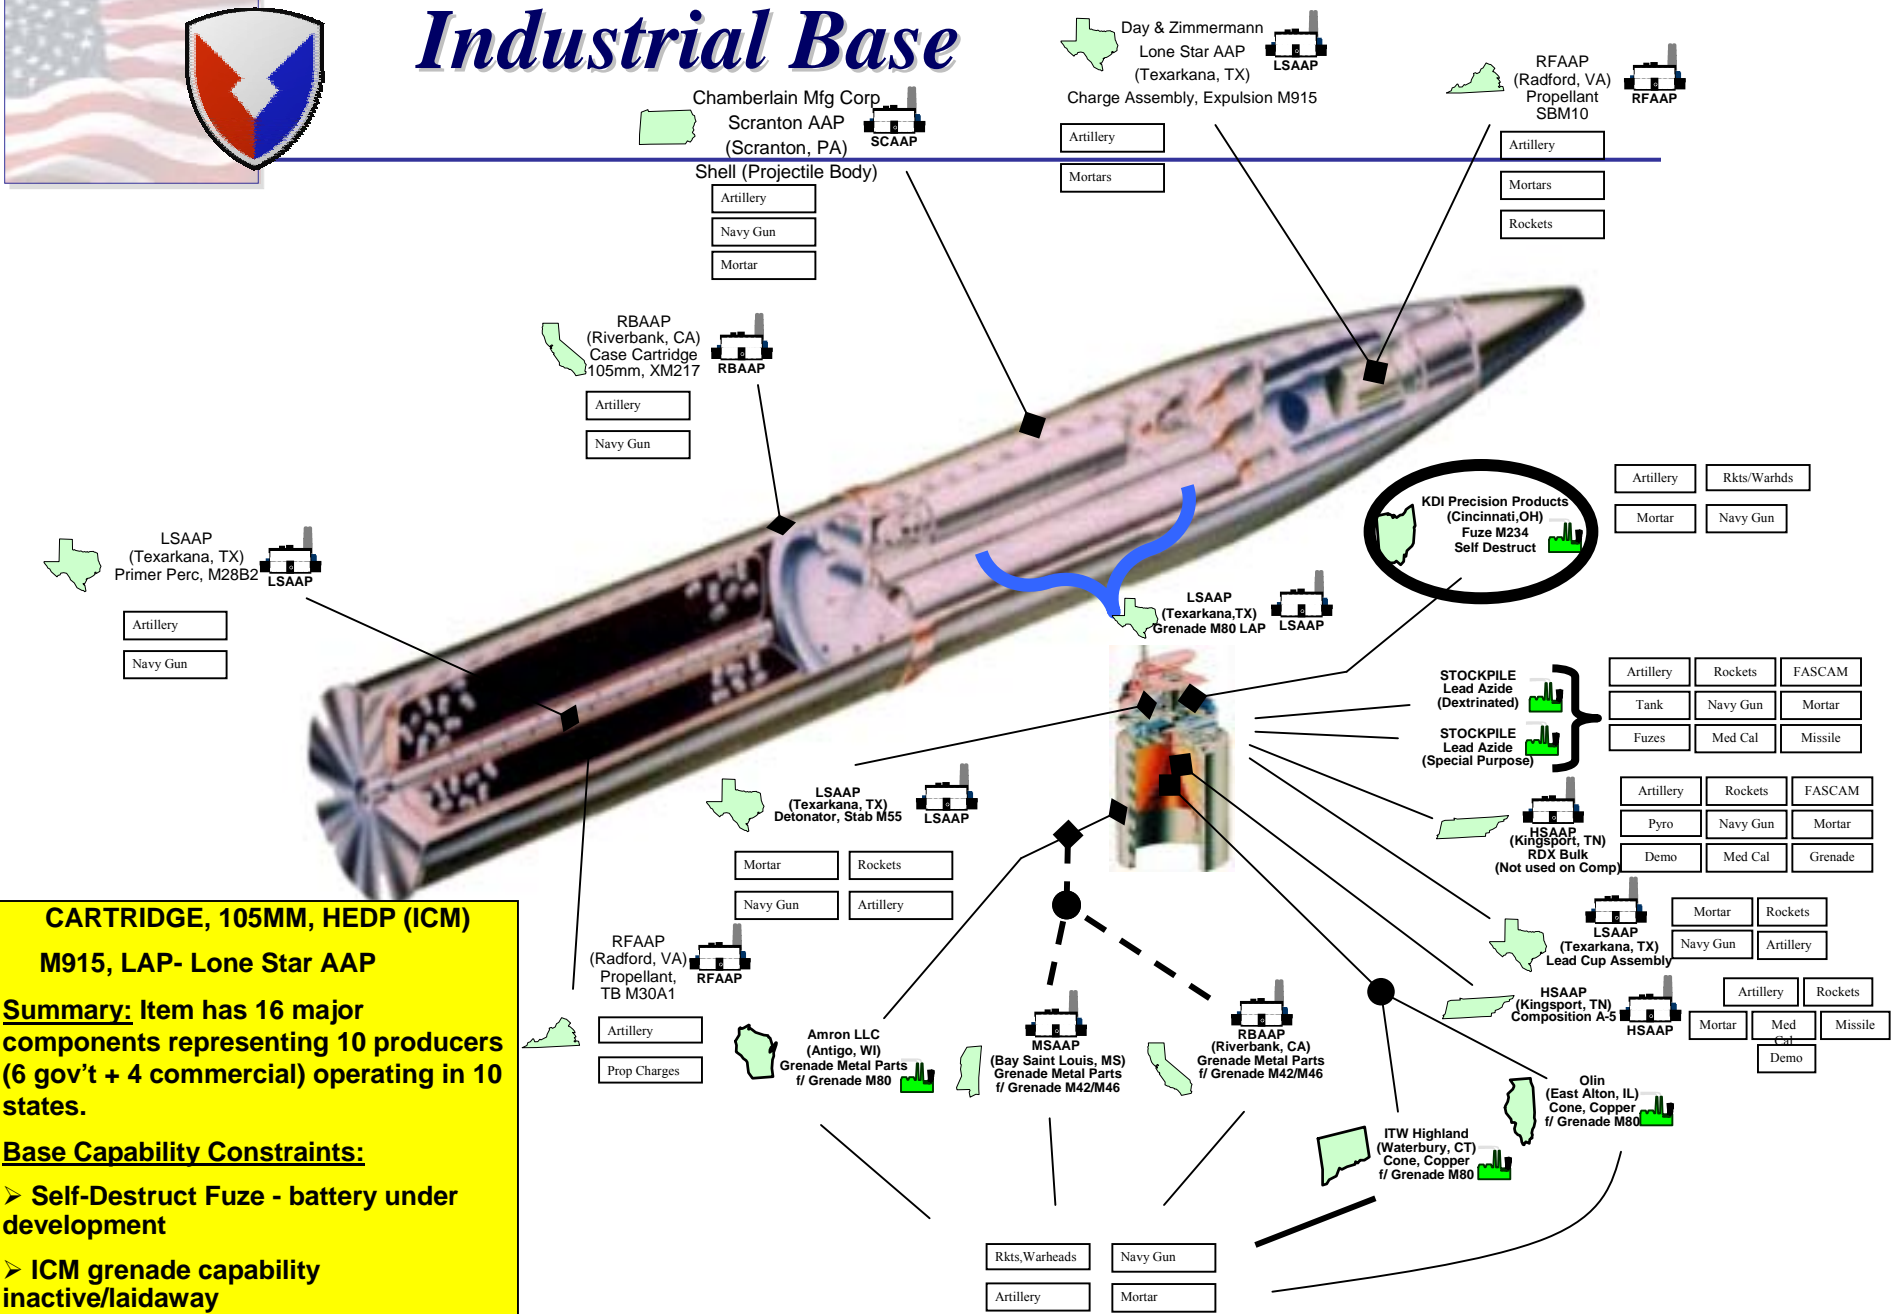 Industrial Base
Chamberlain Mfg Corp
Scranton AAP
(Scranton, PA)
Shell (Projectile Body)
SCAAP
Artillery
Navy Gun
Mortar
Day & Zimmermann
Lone Star AAP
(Texarkana, TX)
Charge Assembly, Expulsion M915
LSAAP
Artillery
Mortars
RFAAP
(Radford, VA)
Propellant
SBM10
RFAAP
Artillery
Mortars
Rockets
RBAAP
(Riverbank, CA)
Case Cartridge
105mm, XM217
RBAAP
Artillery
Navy Gun
LSAAP
(Texarkana, TX)
Primer Perc, M28B2
LSAAP
Artillery
Navy Gun
KDI Precision Products
(Cincinnati,OH)
Fuze M234
Self Destruct
Artillery
Rkts/Warhds
Mortar
Navy Gun
LSAAP
(Texarkana,TX)
Grenade M80 LAP
LSAAP
STOCKPILE
Lead Azide
(Dextrinated)
STOCKPILE
Lead Azide
(Special Purpose)
Artillery
Rockets
FASCAM
Tank
Navy Gun
Mortar
Fuzes
Med Cal
Missile
HSAAP
(Kingsport, TN)
RDX Bulk
(Not used on Comp)
Artillery
Rockets
FASCAM
Pyro
Navy Gun
Mortar
Demo
Med Cal
Grenade
LSAAP
(Texarkana, TX)
Detonator, Stab M55
LSAAP
Mortar
Rockets
Navy Gun
Artillery
LSAAP
(Texarkana, TX)
Lead Cup Assembly
Mortar
Rockets
Navy Gun
Artillery
HSAAP
(Kingsport, TN)
Composition A-5
HSAAP
Artillery
Rockets
Mortar
Med Cal
Missile
Demo
RFAAP
(Radford, VA)
Propellant,
TB M30A1
RFAAP
Artillery
Prop Charges
Amron LLC
(Antigo, WI)
Grenade Metal Parts
f/ Grenade M80
MSAAP
(Bay Saint Louis, MS)
Grenade Metal Parts
f/ Grenade M42/M46
RBAAP
(Riverbank, CA)
Grenade Metal Parts
f/ Grenade M42/M46
Olin
(East Alton, IL)
Cone, Copper
f/ Grenade M80
ITW Highland
(Waterbury, CT)
Cone, Copper
f/ Grenade M80
Rkts,Warheads
Navy Gun
Artillery
Mortar
CARTRIDGE, 105MM, HEDP (ICM)
M915, LAP- Lone Star AAP
Summary: Item has 16 major
components representing 10 producers
(6 gov't + 4 commercial) operating in 10
states.
Base Capability Constraints:
➢ Self-Destruct Fuze - battery under
development
➢ ICM grenade capability
inactive/laidaway